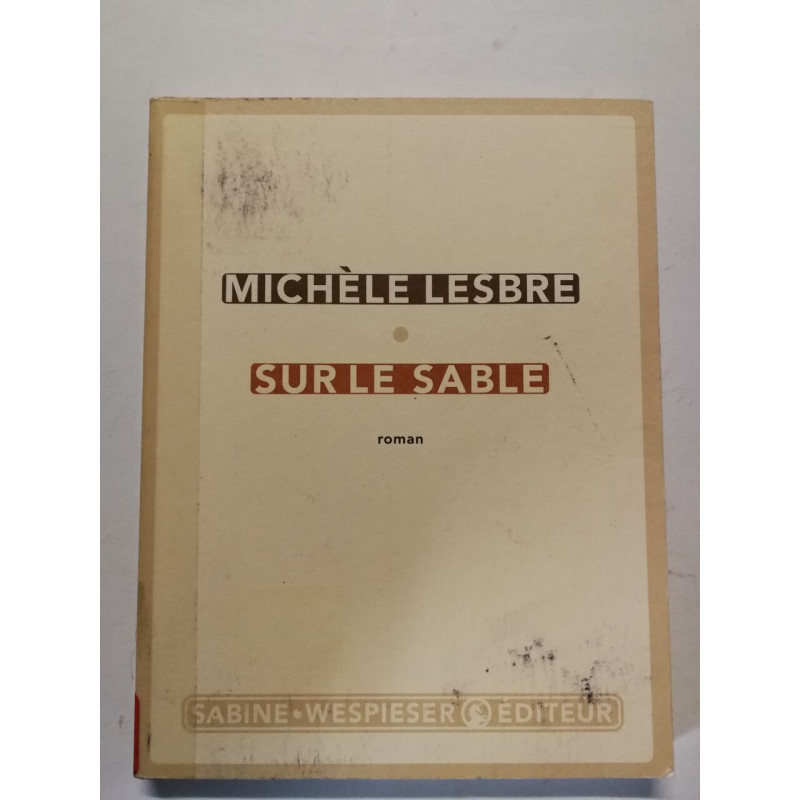 MICHÈLE LESBRE
SUR LE SABLE
roman
SABINE WESPIESER ÉDITEUR